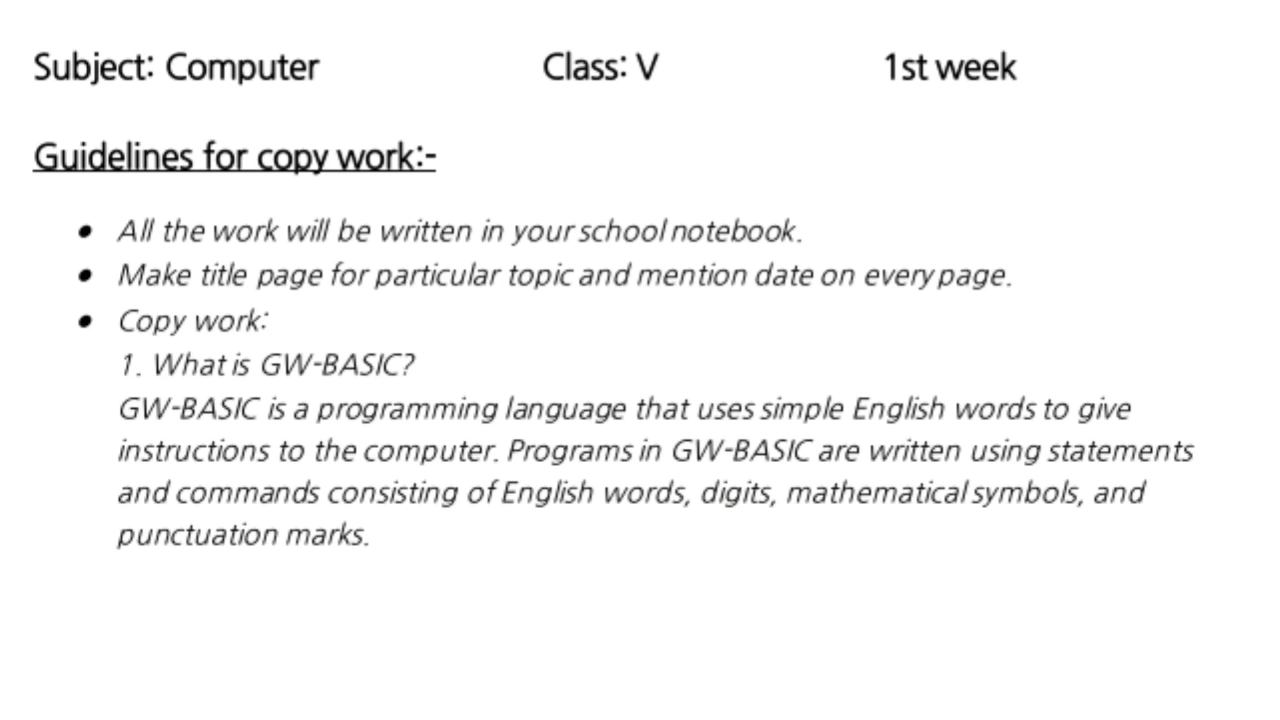 Subject: Computer Class: V 1st week
Guidelines for copy work:-
● All the work will be written in your school notebook.
● Make title page for particular topic and mention date on every page.
● Copy work:
1. What is GW-BASIC?
GW-BASIC is a programming language that uses simple English words to give
instructions to the computer. Programs in GW-BASIC are written using statements
and commands consisting of English words, digits, mathematical symbols, and
punctuation marks.